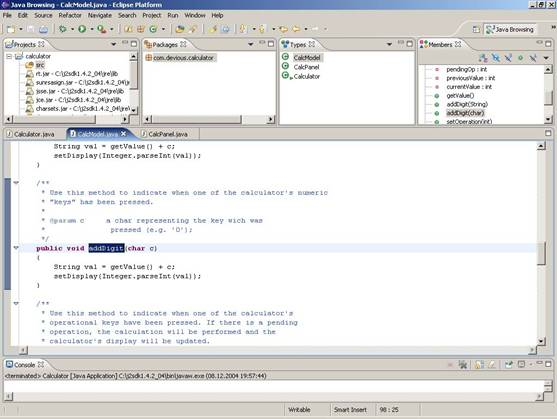 Java Browsing - CalcModel.java - Eclipse Platform
File Edit Source Refactor Navigate Search Project Run Window Help
Java Browsing
Projects
Packages
Types
Members
calculator
src
rt.jar - C:\j2sdk1.4.2_04\jre\lib
sunrsasign.jar - C:\j2sdk1.4.2_04\jre\lib
jsse.jar - C:\j2sdk1.4.2_04\jre\lib
jce.jar - C:\j2sdk1.4.2_04\jre\lib
charsets.jar - C:\j2sdk1.4.2_04\jre\lib
com.devious.calculator
CalcModel
CalcPanel
Calculator
pendingOp : int
previousValue : int
currentValue : int
getValue()
addDigit(String)
addDigit(char)
setOperation(int)
Calculator.java
CalcModel.java
CalcPanel.java
String val = getValue() + c;
setDisplay(Integer.parseInt(val));
}
/**
* Use this method to indicate when one of the calculator's numeric
* "keys" has been pressed.
*
* @param c a char representing the key wich was
* pressed (e.g. '0');
*/
public void addDigit(char c)
{
String val = getValue() + c;
setDisplay(Integer.parseInt(val));
}
/**
* Use this method to indicate when one of the calculator's
* operational keys have been pressed. If there is a pending
* operation, the calculation will be performed and the
* calculator's display will be updated.
Console
<terminated> Calculator [Java Application] C:\j2sdk1.4.2_04\bin\javaw.exe (08.12.2004 19:57:44)
Writable
Smart Insert
98 : 25